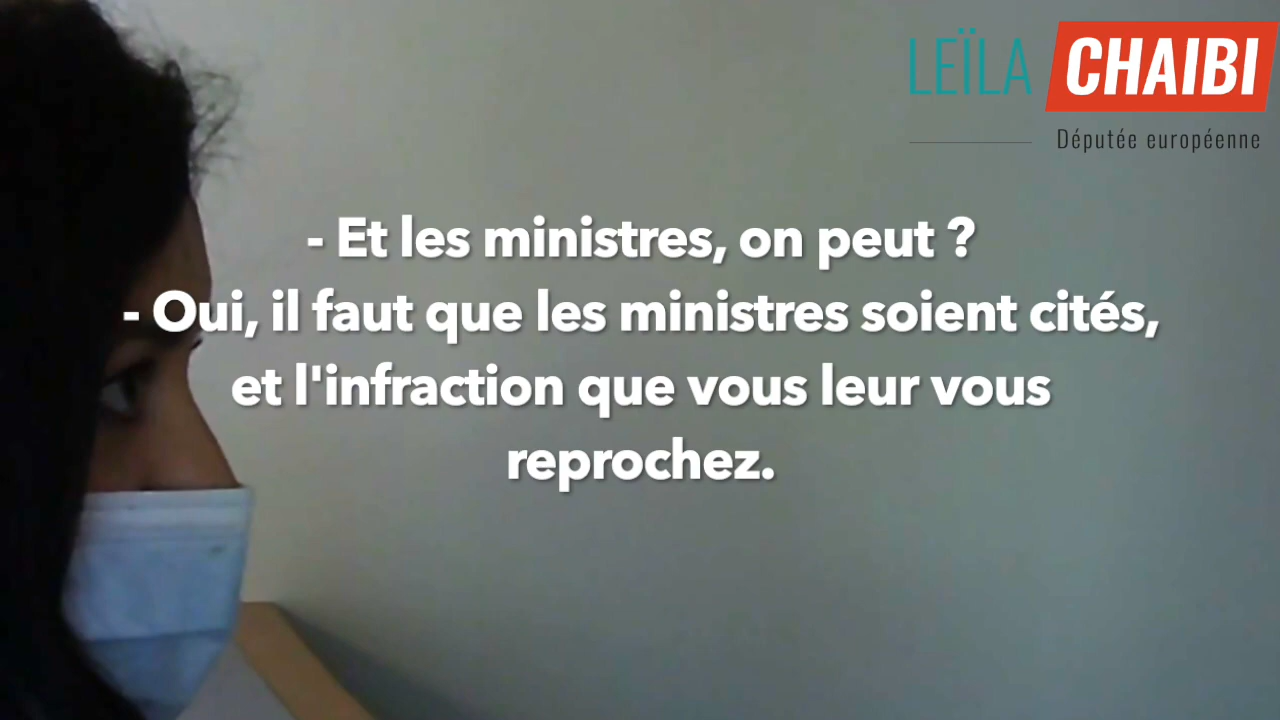 LEÏLA CHAIBI
Députée européenne
- Et les ministres, on peut ?
- Oui, il faut que les ministres soient cités,
et l'infraction que vous leur vous
reprochez.